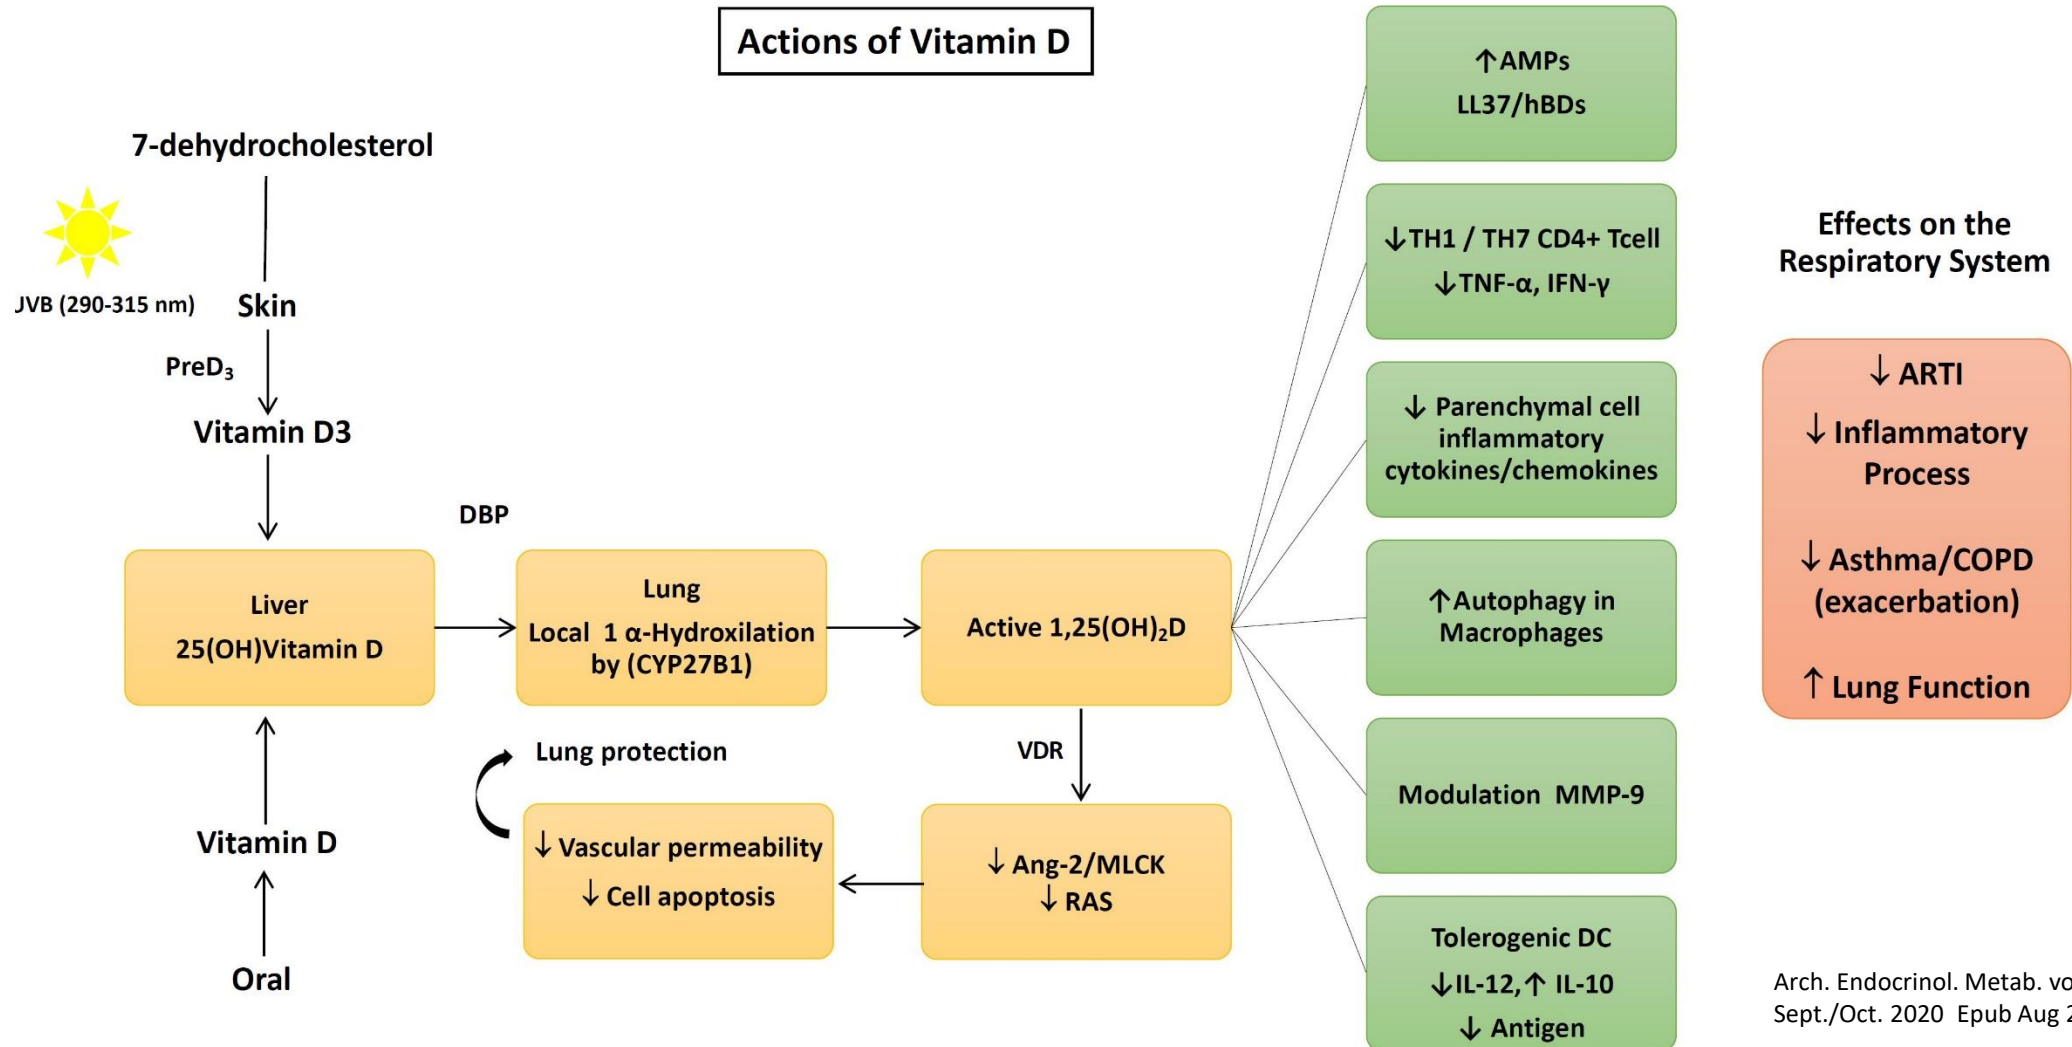 Actions of Vitamin D
7-dehydrocholesterol
JVB (290-315 nm)
Skin
PreD₃
Vitamin D3
DBP
Liver
25(OH)Vitamin D
Lung
Local 1 α-Hydroxilation
by (CYP27B1)
Active 1,25(OH)₂D
Vitamin D
Oral
VDR
↓ Ang-2/MLCK
↓ RAS
↓ Vascular permeability
↓ Cell apoptosis
Lung protection
↑AMPs
LL37/hBDs
↓TH1 / TH7 CD4+ Tcell
↓TNF-α, IFN-γ
↓ Parenchymal cell
inflammatory
cytokines/chemokines
↑Autophagy in
Macrophages
Modulation MMP-9
Tolerogenic DC
↓IL-12,↑ IL-10
↓ Antigen
Effects on the
Respiratory System
↓ ARTI
↓ Inflammatory
Process
↓ Asthma/COPD
(exacerbation)
↑ Lung Function
Arch. Endocrinol. Metab.
Sept./Oct. 2020 Epub Aug